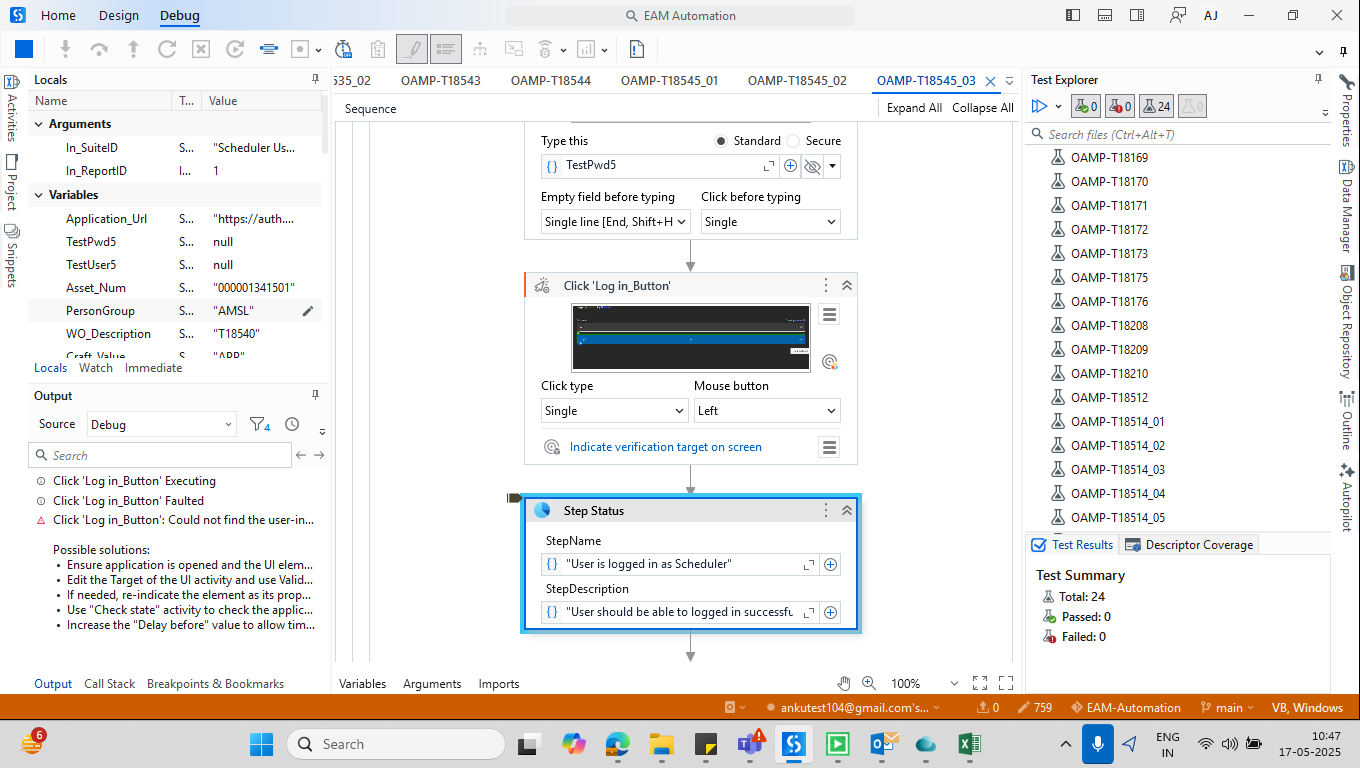 Home Design Debug EAM Automation AJ
Locals
Name T... Value
Arguments
In_SuiteID S... "Scheduler Us...
In_ReportID I... 1
Variables
Application_Url S... "https://auth....
TestPwd5 S... null
TestUser5 S... null
Asset_Num S... "000001341501"
PersonGroup S... "AMSL"
WO_Description S... "T18540"
Craft_Value S... "APP"
Locals Watch Immediate
Output
Source Debug 4
Search
Click 'Log in_Button' Executing
Click 'Log in_Button' Faulted
Click 'Log in_Button': Could not find the user-in...
Possible solutions:
• Ensure application is opened and the UI elem...
• Edit the Target of the UI activity and use Valid...
• If needed, re-indicate the element as its prop...
• Use "Check state" activity to check the applic...
• Increase the "Delay before" value to allow tim...
Output Call Stack Breakpoints & Bookmarks
Activities
Project
Snippets
535_02 OAMP-T18543 OAMP-T18544 OAMP-T18545_01 OAMP-T18545_02 OAMP-T18545_03
Sequence Expand All Collapse All
Type this Standard Secure
TestPwd5
Empty field before typing Click before typing
Single line [End, Shift+H Single
Click 'Log in_Button'
Click type Mouse button
Single Left
Indicate verification target on screen
Step Status
StepName
"User is logged in as Scheduler"
StepDescription
"User should be able to logged in successfu
Variables Arguments Imports 100%
Test Explorer
0 0 24 0
Search files (Ctrl+Alt+T)
OAMP-T18169
OAMP-T18170
OAMP-T18171
OAMP-T18172
OAMP-T18173
OAMP-T18175
OAMP-T18176
OAMP-T18208
OAMP-T18209
OAMP-T18210
OAMP-T18512
OAMP-T18514_01
OAMP-T18514_02
OAMP-T18514_03
OAMP-T18514_04
OAMP-T18514_05
Test Results Descriptor Coverage
Test Summary
Total: 24
Passed: 0
Failed: 0
Properties
Data Manager
Object Repository
Outline
Autopilot
ankutest104@gmail.com's... 0 759 EAM-Automation main VB, Windows
6 Search ENG IN 10:47 17-05-2025